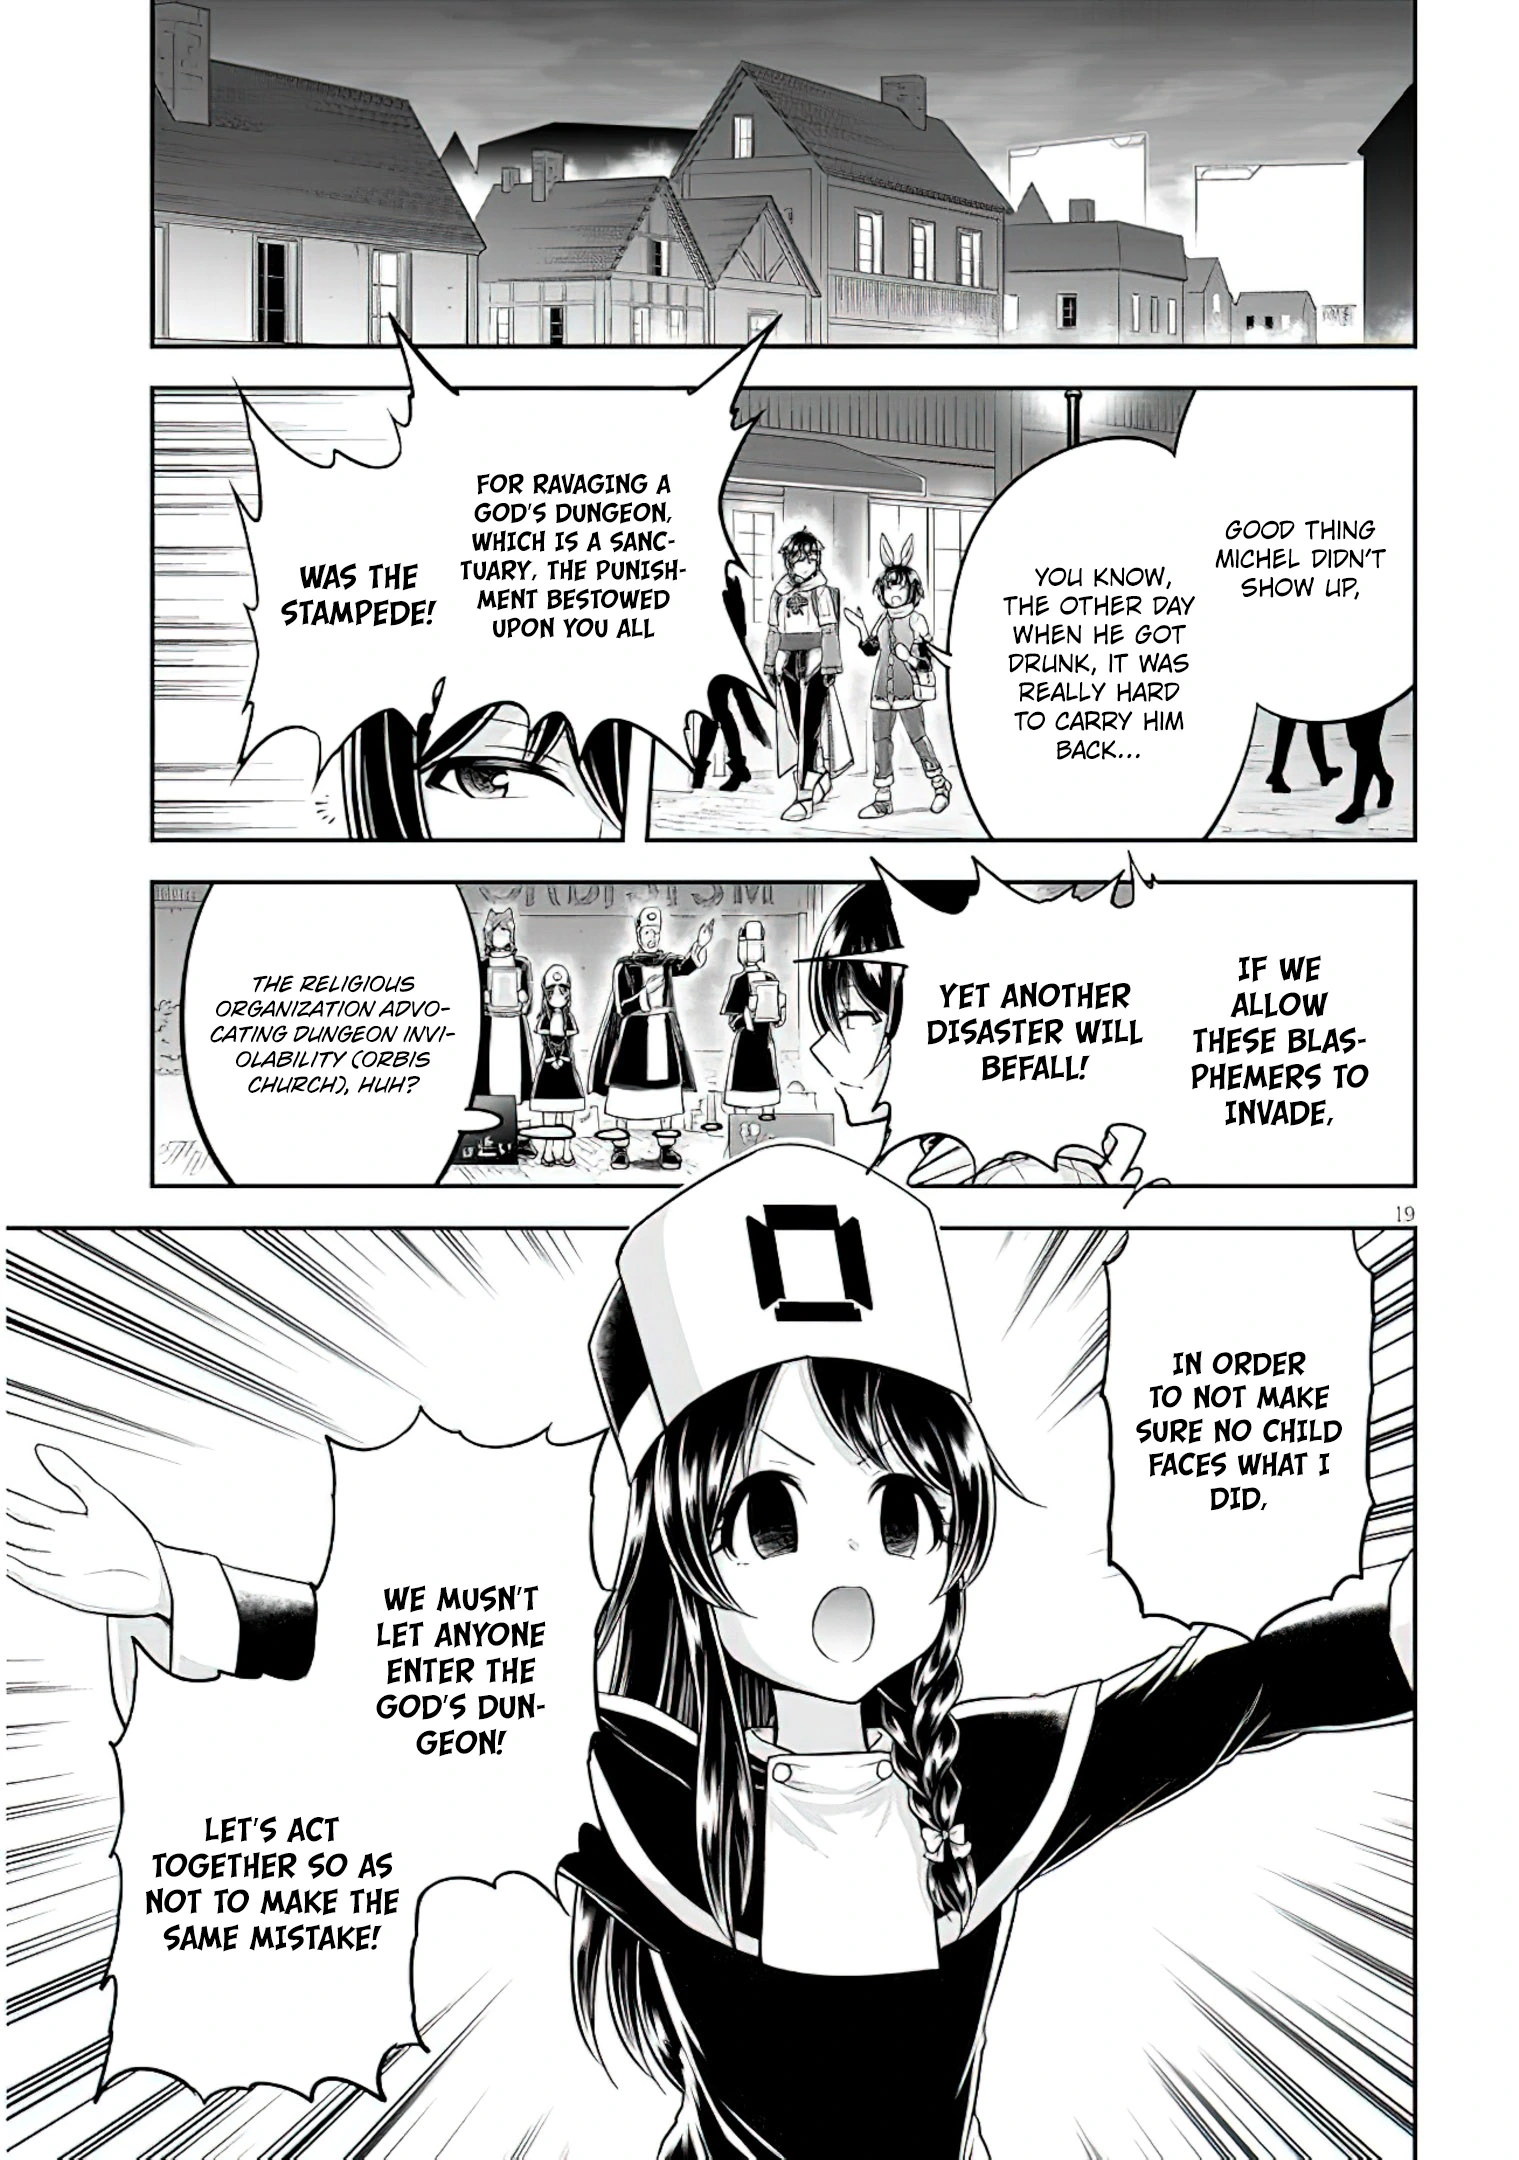 GOOD THING
MICHEL DIDN'T
SHOW UP,
YOU KNOW,
THE OTHER DAY
WHEN HE GOT
DRUNK, IT WAS
REALLY HARD
TO CARRY HIM
BACK...
FOR RAVAGING A
GOD'S DUNGEON,
WHICH IS A SANC-
TUARY, THE PUNISH-
MENT BESTOWED
UPON YOU ALL
WAS THE
STAMPEDE!
IF WE
ALLOW
THESE BLAS-
PHEMERS TO
INVADE,
YET ANOTHER
DISASTER WILL
BEFALL!
THE RELIGIOUS
ORGANIZATION ADVO-
CATING DUNGEON INVI-
OLABILITY (ORBIS
CHURCH), HUH?
19
IN ORDER
TO NOT MAKE
SURE NO CHILD
FACES WHAT I
DID,
WE MUSN'T
LET ANYONE
ENTER THE
GOD'S DUN-
GEON!
LET'S ACT
TOGETHER SO AS
NOT TO MAKE THE
SAME MISTAKE!